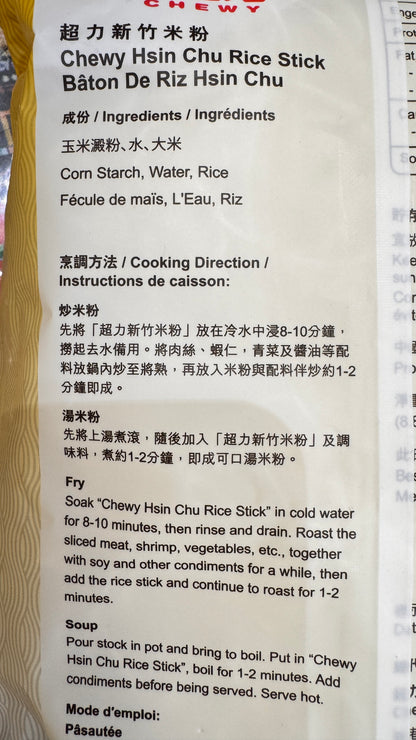 CHEWY
超力新竹米粉
Chewy Hsin Chu Rice Stick
Bâton De Riz Hsin Chu
成份 / Ingredients / Ingrédients
玉米澱粉、水、大米
Corn Starch, Water, Rice
Fécule de maïs, L'Eau, Riz
烹調方法 / Cooking Direction /
Instructions de caisson:
炒米粉
先將「超力新竹米粉」放在冷水中浸8-10分鐘，
撈起去水備用。將肉絲、蝦仁，青菜及醬油等配
料放鍋內炒至將熟，再放入米粉與配料伴炒約1-2
分鐘即成。
湯米粉
先將上湯煮滾，隨後加入「超力新竹米粉」及調
味料，煮約1-2分鐘，即成可口湯米粉。
Fry
Soak “Chewy Hsin Chu Rice Stick” in cold water
for 8-10 minutes, then rinse and drain. Roast the
sliced meat, shrimp, vegetables, etc., together
with soy and other condiments for a while, then
add the rice stick and continue to roast for 1-2
minutes.
Soup
Pour stock in pot and bring to boil. Put in “Chewy
Hsin Chu Rice Stick”, boil for 1-2 minutes. Add
condiments before being served. Serve hot.
Mode d'emploi:
Pâsautée